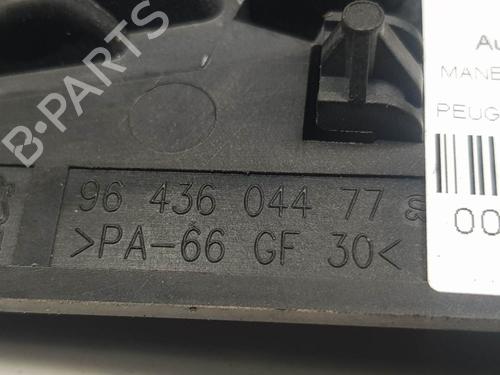 B-PARTS
Au
MANE
PEUG
00
96 436 044 77
>PA-66 GF 30<